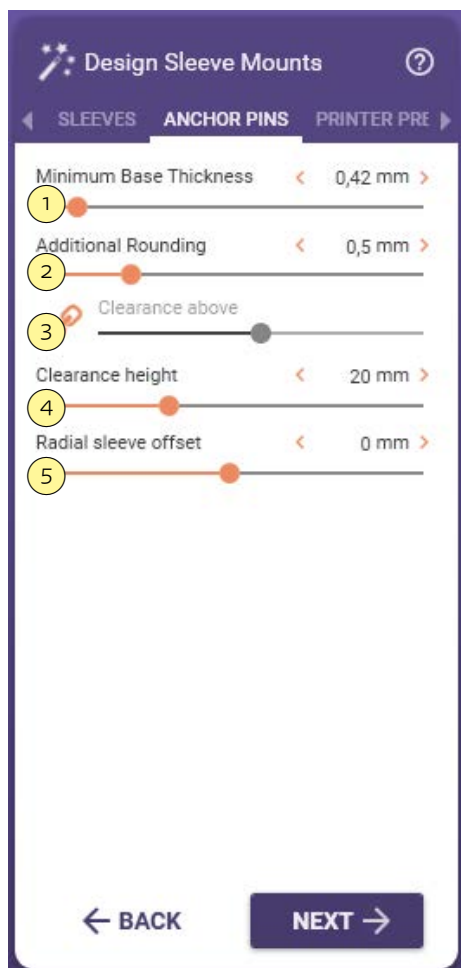 Design Sleeve Mounts ?
SLEEVES ANCHOR PINS PRINTER PRE
Minimum Base Thickness < 0,42 mm >
1
Additional Rounding < 0,5 mm >
2
Clearance above
3
Clearance height < 20 mm >
4
Radial sleeve offset < 0 mm >
5
← BACK NEXT →